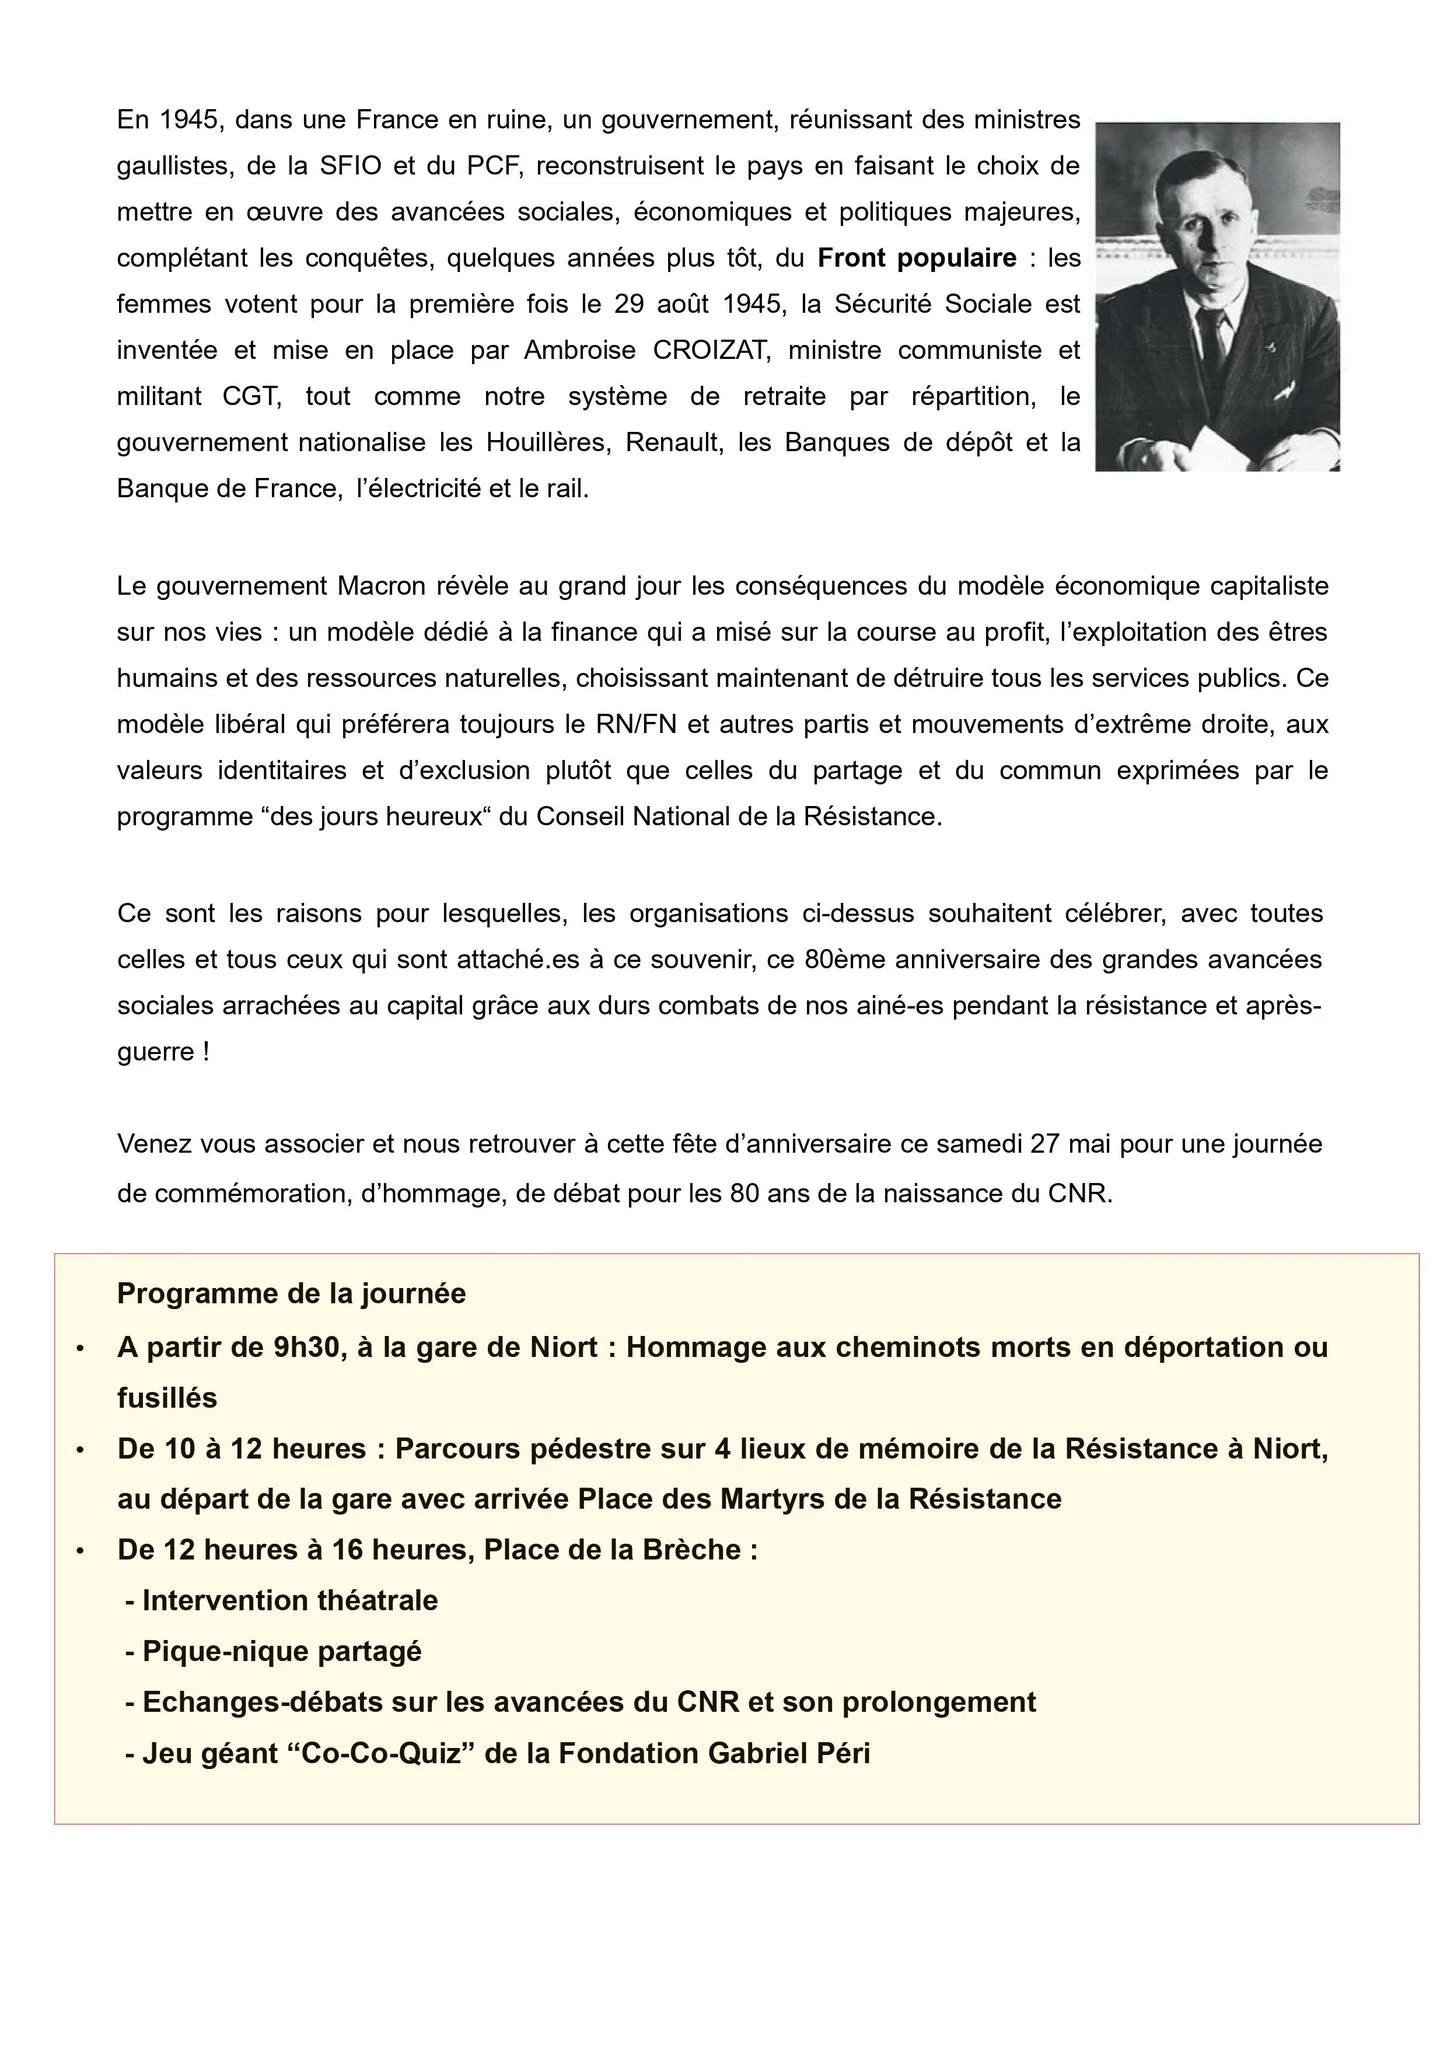 En 1945, dans une France en ruine, un gouvernement, réunissant des ministres
gaullistes, de la SFIO et du PCF, reconstruisent le pays en faisant le choix de
mettre en œuvre des avancées sociales, économiques et politiques majeures,
complétant les conquêtes, quelques années plus tôt, du Front populaire : les
femmes votent pour la première fois le 29 août 1945, la Sécurité Sociale est
inventée et mise en place par Ambroise CROIZAT, ministre communiste et
militant CGT, tout comme notre système de retraite par répartition, le
gouvernement nationalise les Houillères, Renault, les Banques de dépôt et la
Banque de France, l’électricité et le rail.
Le gouvernement Macron révèle au grand jour les conséquences du modèle économique capitaliste
sur nos vies : un modèle dédié à la finance qui a misé sur la course au profit, l’exploitation des êtres
humains et des ressources naturelles, choisissant maintenant de détruire tous les services publics. Ce
modèle libéral qui préférera toujours le RN/FN et autres partis et mouvements d’extrême droite, aux
valeurs identitaires et d’exclusion plutôt que celles du partage et du commun exprimées par le
programme “des jours heureux“ du Conseil National de la Résistance.
Ce sont les raisons pour lesquelles, les organisations ci-dessus souhaitent célébrer, avec toutes
celles et tous ceux qui sont attaché.es à ce souvenir, ce 80ème anniversaire des grandes avancées
sociales arrachées au capital grâce aux durs combats de nos ainé-es pendant la résistance et après-
guerre !
Venez vous associer et nous retrouver à cette fête d’anniversaire ce samedi 27 mai pour une journée
de commémoration, d’hommage, de débat pour les 80 ans de la naissance du CNR.
Programme de la journée
• A partir de 9h30, à la gare de Niort : Hommage aux cheminots morts en déportation ou
fusillés
• De 10 à 12 heures : Parcours pédestre sur 4 lieux de mémoire de la Résistance à Niort,
au départ de la gare avec arrivée Place des Martyrs de la Résistance
• De 12 heures à 16 heures, Place de la Brèche :
- Intervention théatrale
- Pique-nique partagé
- Echanges-débats sur les avancées du CNR et son prolongement
- Jeu géant “Co-Co-Quiz” de la Fondation Gabriel Péri